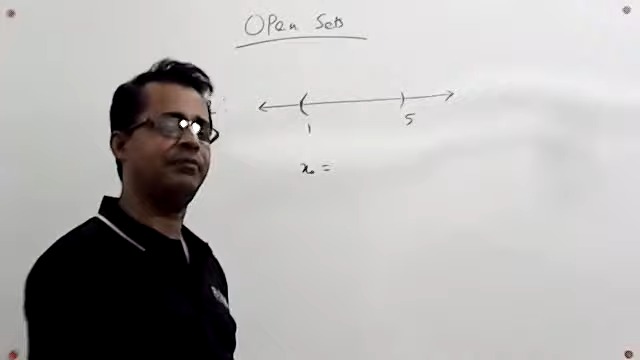 Open Sets
:
( )
1 5
x₀ =